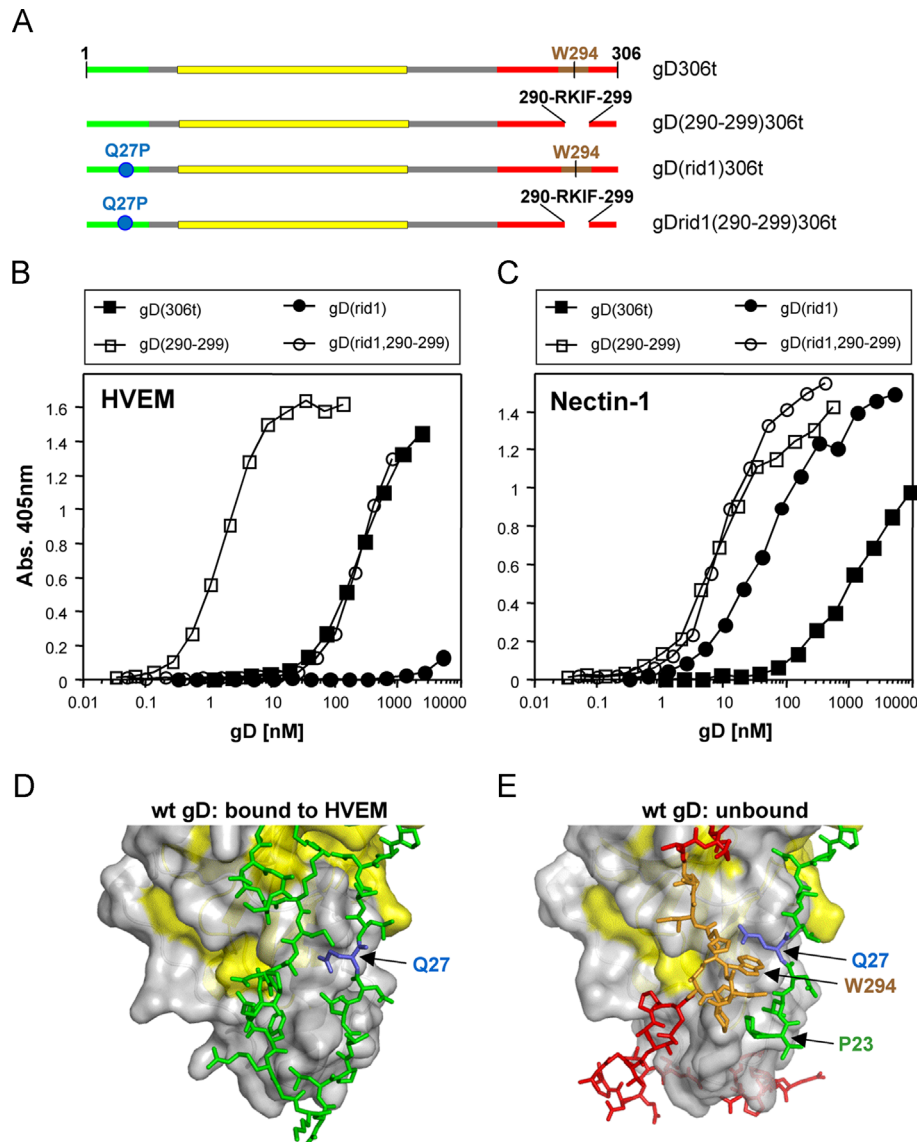 A
1
W294
306
gD306t
290-RKIF-299
gD(290-299)306t
Q27P
W294
gD(rid1)306t
290-RKIF-299
Q27P
gDrid1(290-299)306t
B
gD(306t)
gD(rid1)
gD(290-299)
gD(rid1,290-299)
HVEM
Abs. 405nm
1.6
1.4
1.2
1
0.8
0.6
0.4
0.2
0
0.01
0.1
1
10
100
1000
10000
gD [nM]
C
gD(306t)
gD(rid1)
gD(290-299)
gD(rid1,290-299)
Nectin-1
1.4
1.2
1
0.8
0.6
0.4
0.2
0
0.01
0.1
1
10
100
1000
10000
gD [nM]
D
wt gD: bound to HVEM
Q27
E
wt gD: unbound
Q27
W294
P23